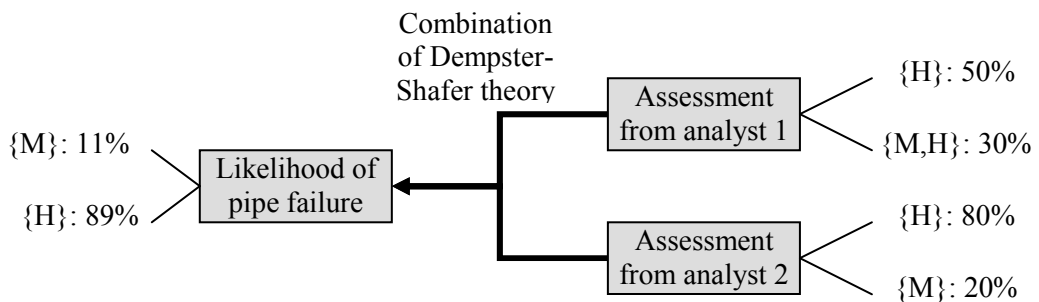 Combination
of Dempster-
Shafer theory
{M}: 11%
{H}: 89%
Likelihood of
pipe failure
Assessment
from analyst 1
{H}: 50%
{M,H}: 30%
Assessment
from analyst 2
{H}: 80%
{M}: 20%